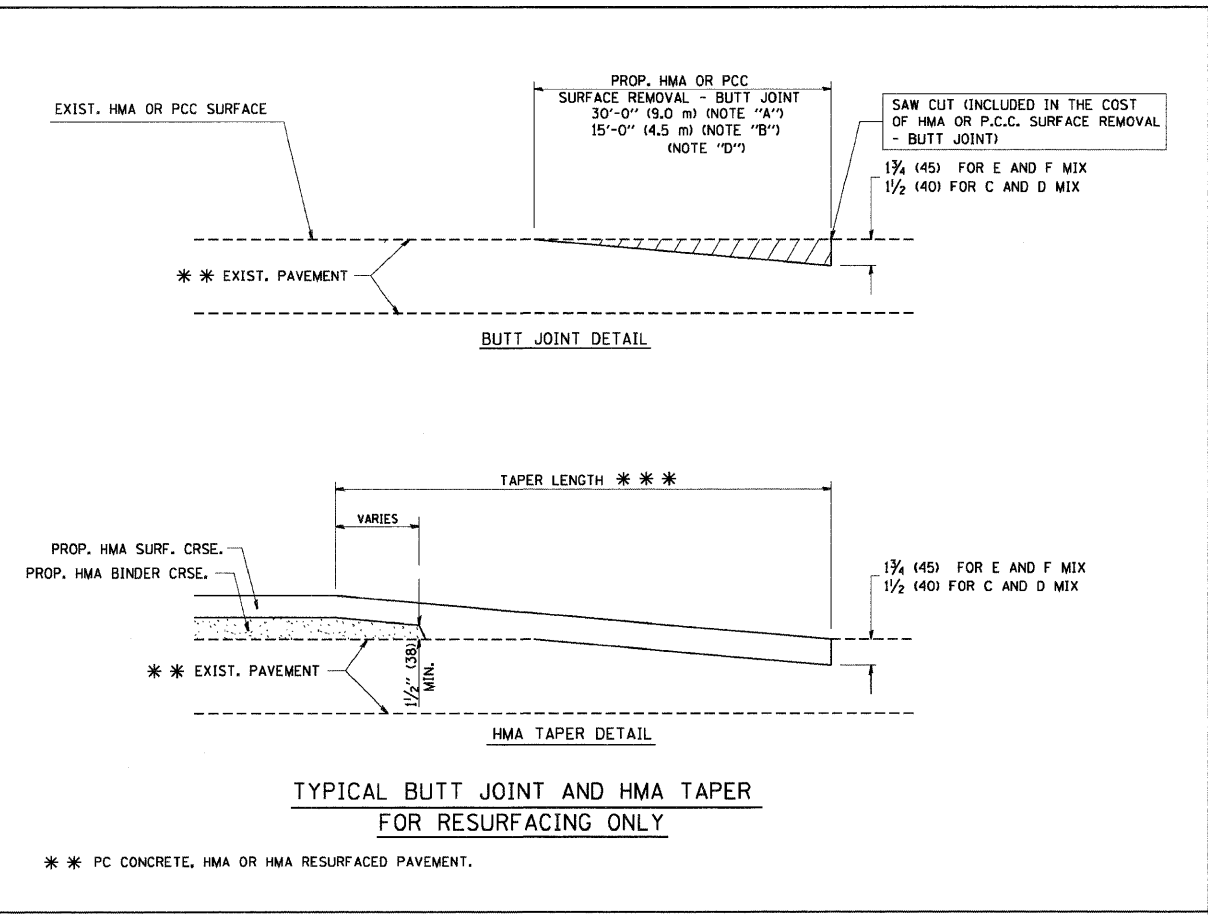 EXIST. HMA OR PCC SURFACE
PROP. HMA OR PCC
SURFACE REMOVAL - BUTT JOINT
30'-0" (9.0 m) (NOTE "A")
15'-0" (4.5 m) (NOTE "B")
(NOTE "D")
SAW CUT (INCLUDED IN THE COST
OF HMA OR P.C.C. SURFACE REMOVAL
- BUTT JOINT)
1¾ (45) FOR E AND F MIX
1½ (40) FOR C AND D MIX
* * EXIST. PAVEMENT
BUTT JOINT DETAIL
TAPER LENGTH * * *
VARIES
PROP. HMA SURF. CRSE.
PROP. HMA BINDER CRSE.
1¾ (45) FOR E AND F MIX
1½ (40) FOR C AND D MIX
* * EXIST. PAVEMENT
1½" (38)
MIN.
HMA TAPER DETAIL
TYPICAL BUTT JOINT AND HMA TAPER
FOR RESURFACING ONLY
* * PC CONCRETE, HMA OR HMA RESURFACED PAVEMENT.